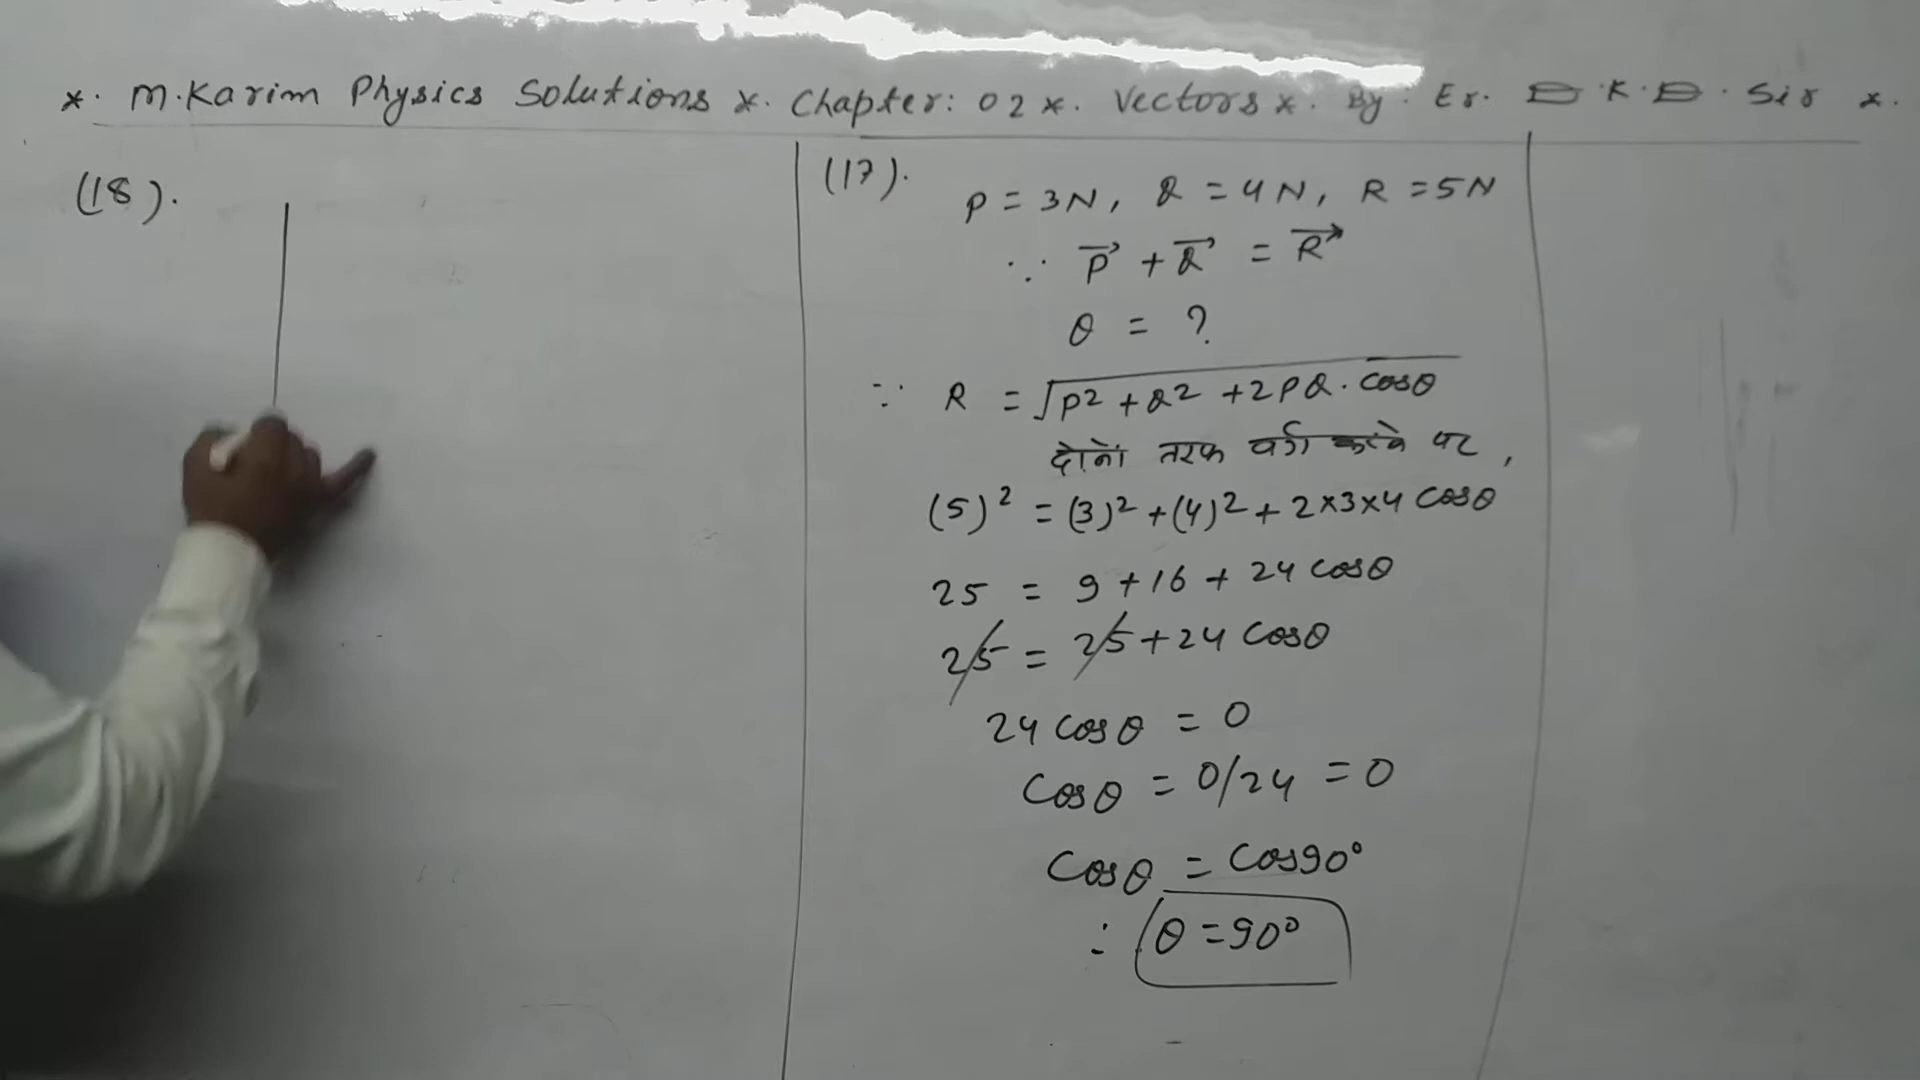 *. M.Karim Physics Solutions *. Chapter: 02 *. Vectors *. By. Er. D.K.D. Sir *.
(18).
(17).
P = 3N, Q = 4N, R = 5N
∵ P⃗ + Q⃗ = R⃗
θ = ?
∵ R = √P² + Q² + 2PQ. cosθ
दोनों तरफ वर्ग करने पर,
(5)² = (3)² + (4)² + 2×3×4 cosθ
25 = 9 + 16 + 24 cosθ
25 = 25 + 24 cosθ
24 cosθ = 0
cosθ = 0/24 = 0
cosθ = cos90°
∴ θ = 90°